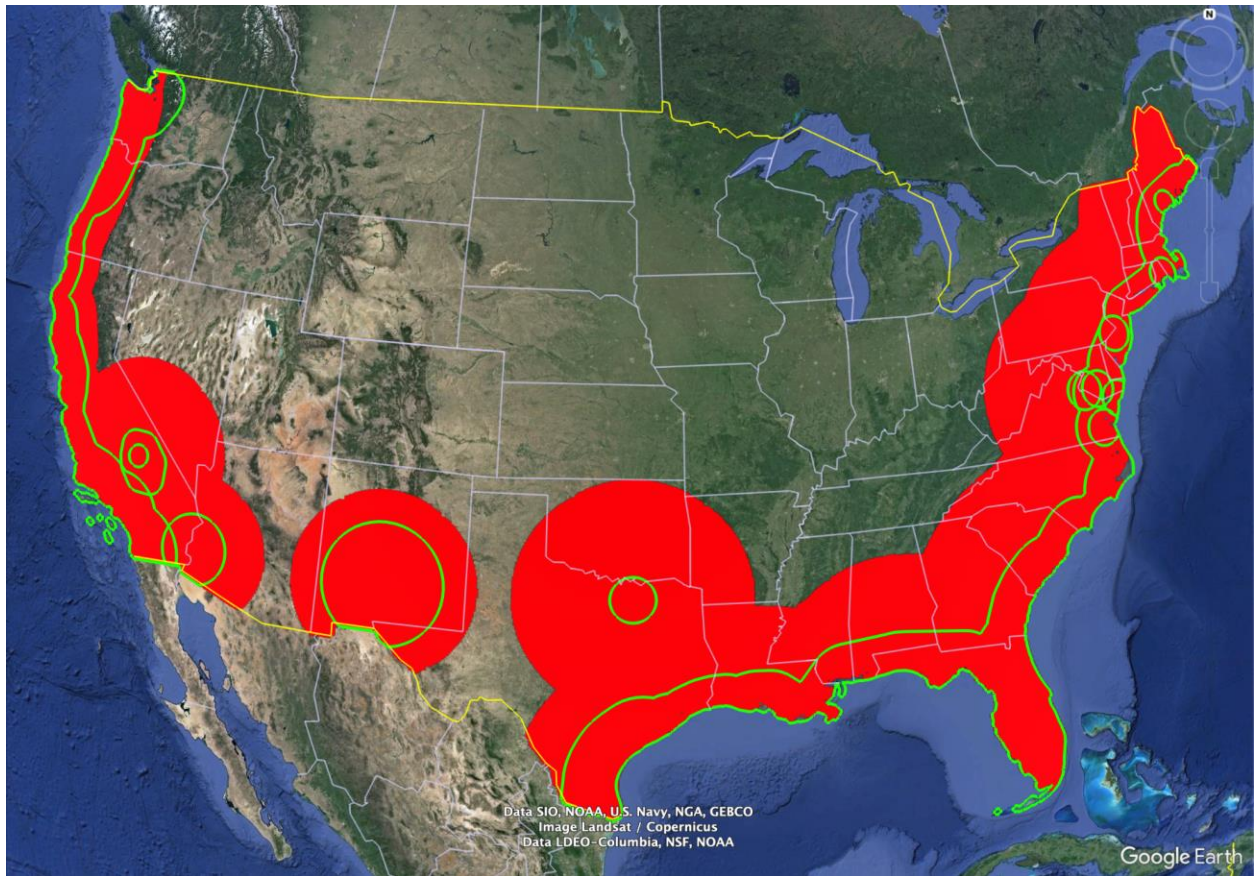 N
Data SIO, NOAA, U.S. Navy, NGA, GEBCO
Image Landsat / Copernicus
Data LDEO-Columbia, NSF, NOAA
Google Earth